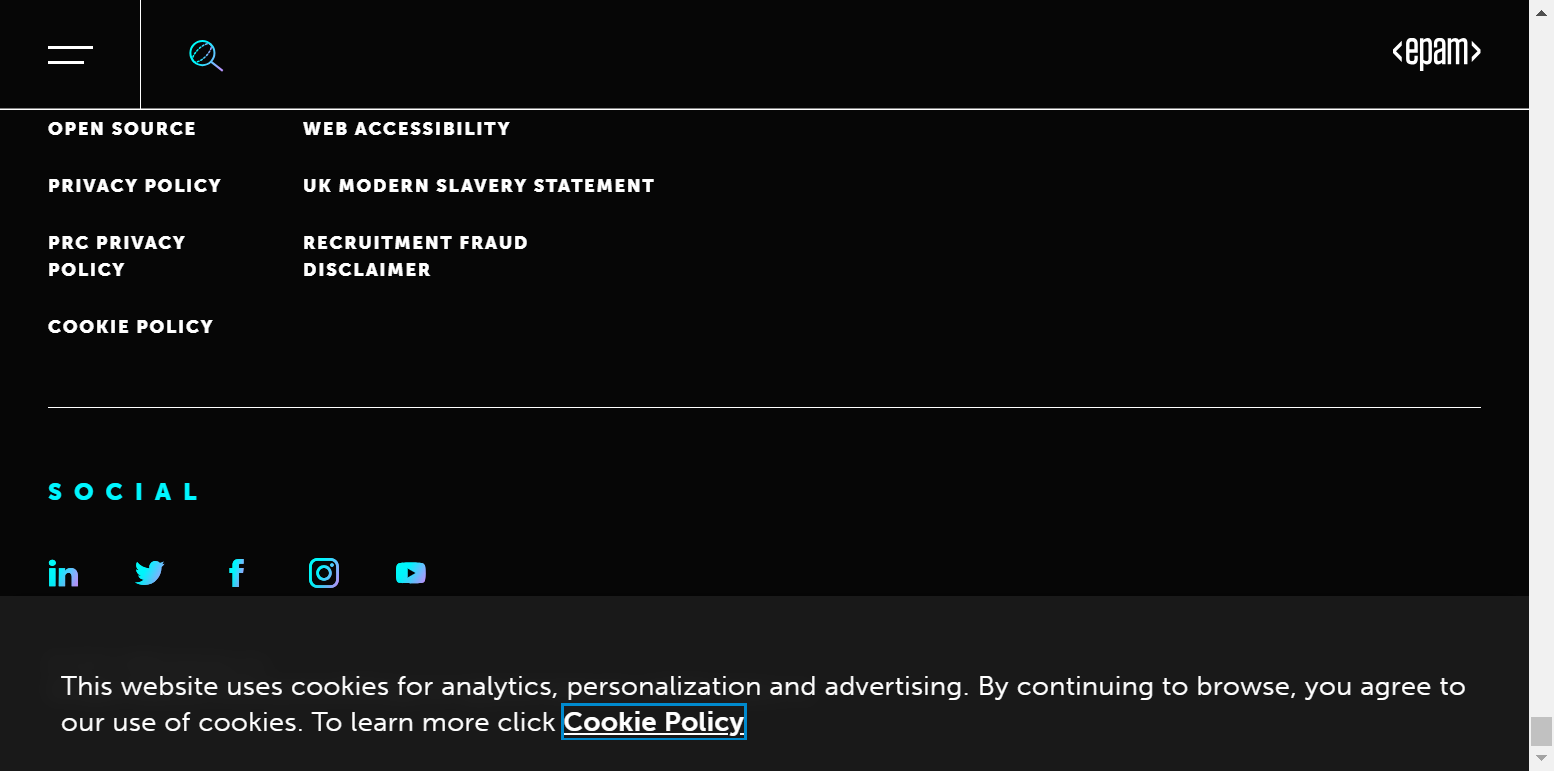 <epam>
OPEN SOURCE
WEB ACCESSIBILITY
PRIVACY POLICY
UK MODERN SLAVERY STATEMENT
PRC PRIVACY
POLICY
RECRUITMENT FRAUD
DISCLAIMER
COOKIE POLICY
SOCIAL
in
This website uses cookies for analytics, personalization and advertising. By continuing to browse, you agree to
our use of cookies. To learn more click Cookie Policy